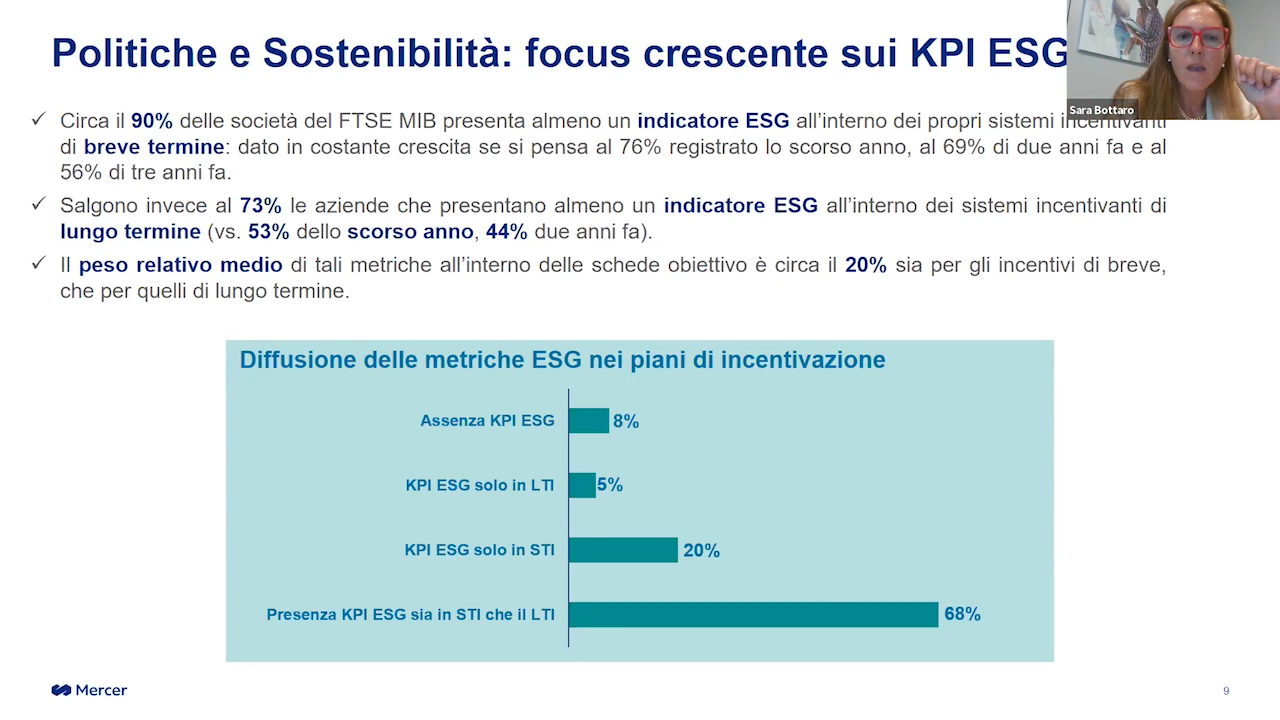 Politiche e Sostenibilità: focus crescente sui KPI ESG
Sara Bottaro
Circa il 90% delle società del FTSE MIB presenta almeno un indicatore ESG all’interno dei propri sistemi incentivanti
di breve termine: dato in costante crescita se si pensa al 76% registrato lo scorso anno, al 69% di due anni fa e al
56% di tre anni fa.
Salgono invece al 73% le aziende che presentano almeno un indicatore ESG all’interno dei sistemi incentivanti di
lungo termine (vs. 53% dello scorso anno, 44% due anni fa).
Il peso relativo medio di tali metriche all’interno delle schede obiettivo è circa il 20% sia per gli incentivi di breve,
che per quelli di lungo termine.
Diffusione delle metriche ESG nei piani di incentivazione
Assenza KPI ESG 8%
KPI ESG solo in LTI 5%
KPI ESG solo in STI 20%
Presenza KPI ESG sia in STI che il LTI 68%
Mercer
9